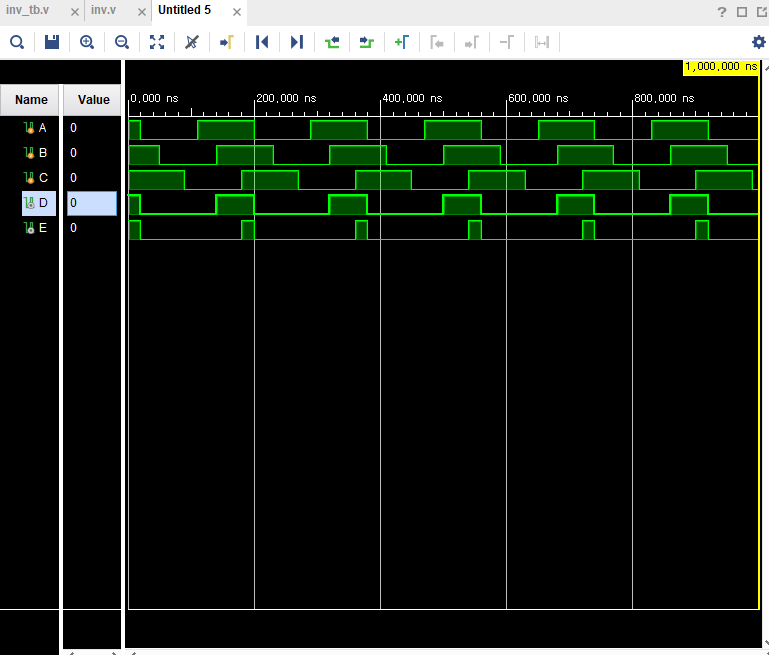 inv_tb.v × inv.v × Untitled 5 ×
?
1,000,000 ns
Name Value
0,000 ns 200,000 ns 400,000 ns 600,000 ns 800,000 ns
A 0
B 0
C 0
D 0
E 0